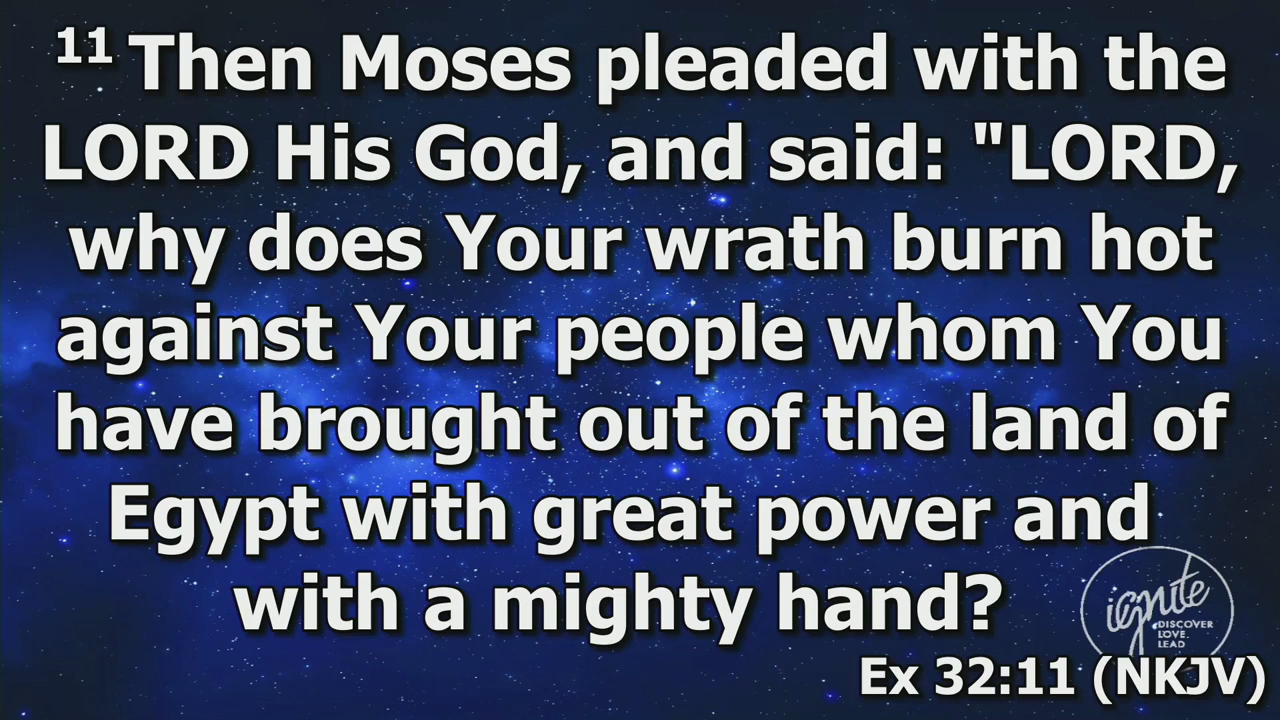 11 Then Moses pleaded with the
LORD His God, and said: "LORD,
why does Your wrath burn hot
against Your people whom You
have brought out of the land of
Egypt with great power and
with a mighty hand?
ignite
DISCOVER
LOVE.
LEAD
Ex 32:11 (NKJV)